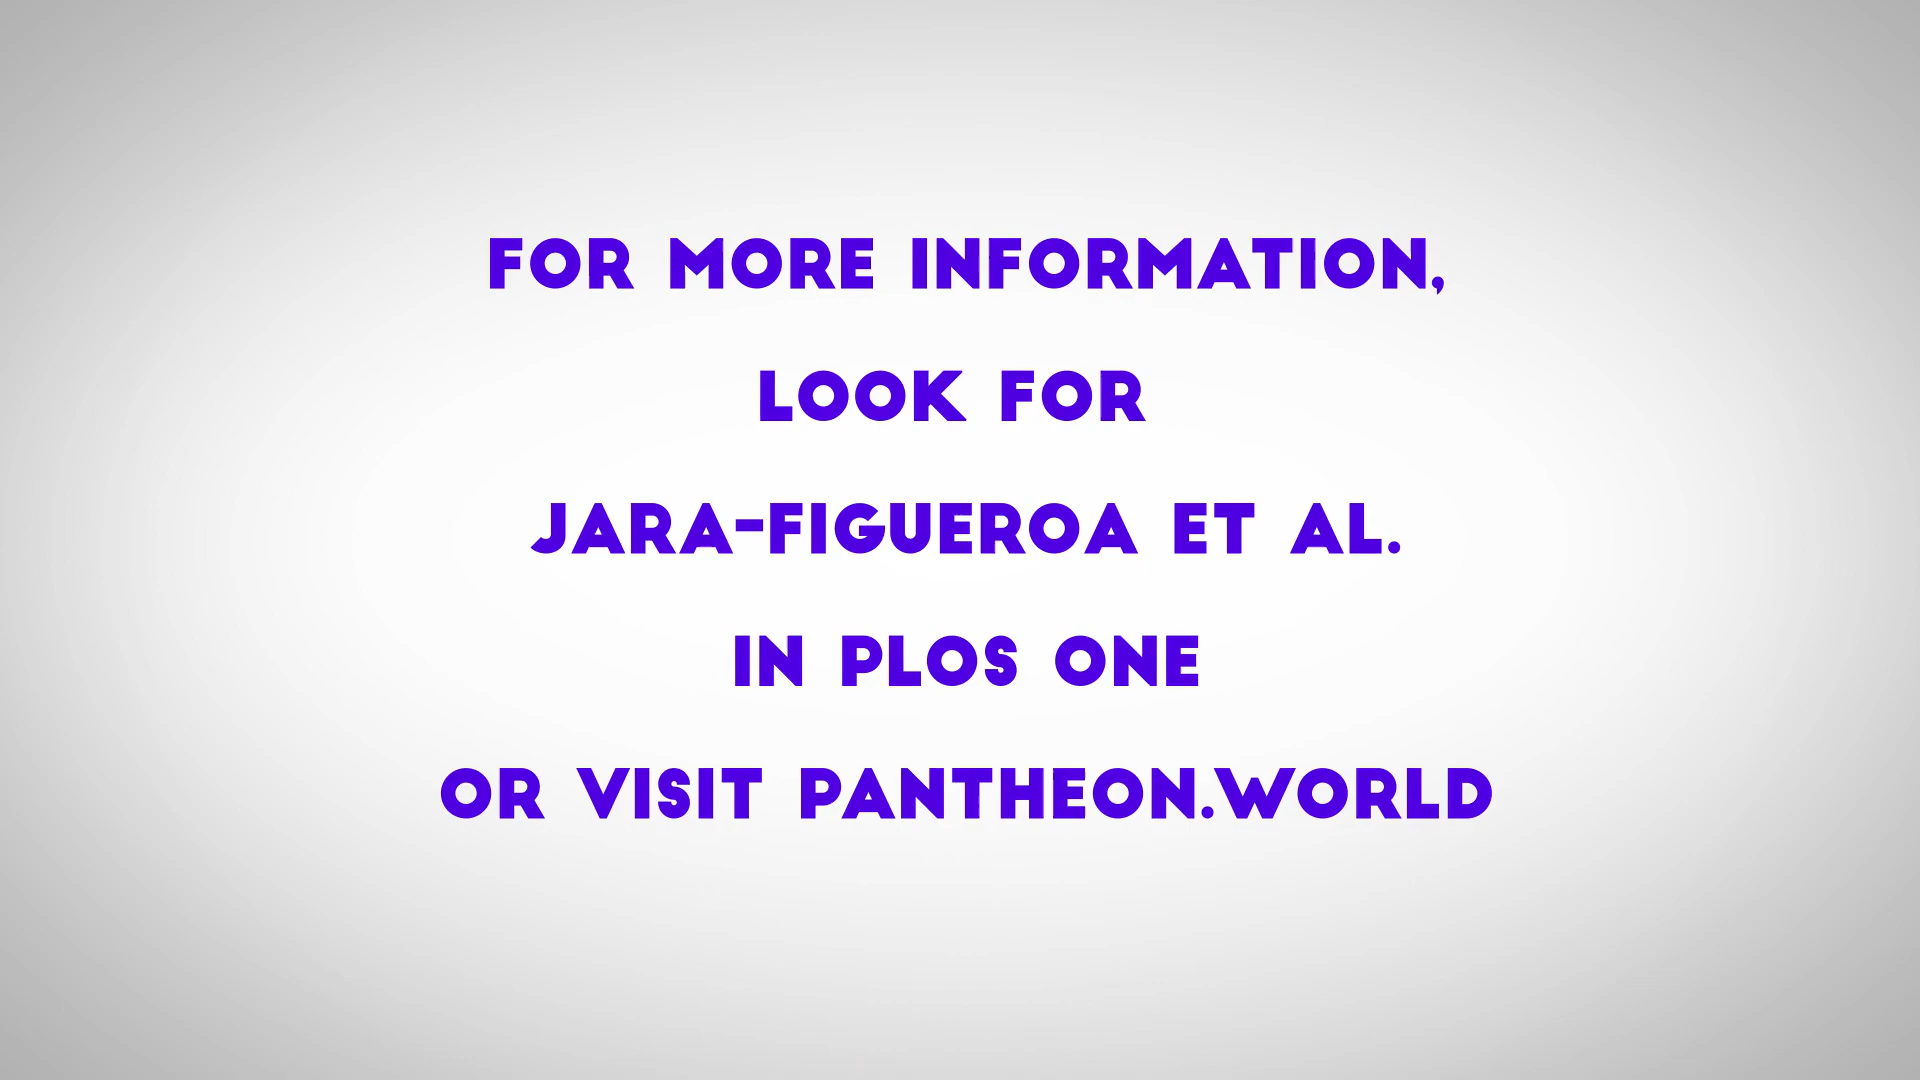 FOR MORE INFORMATION,
LOOK FOR
JARA-FIGUEROA ET AL.
IN PLOS ONE
OR VISIT PANTHEON.WORLD